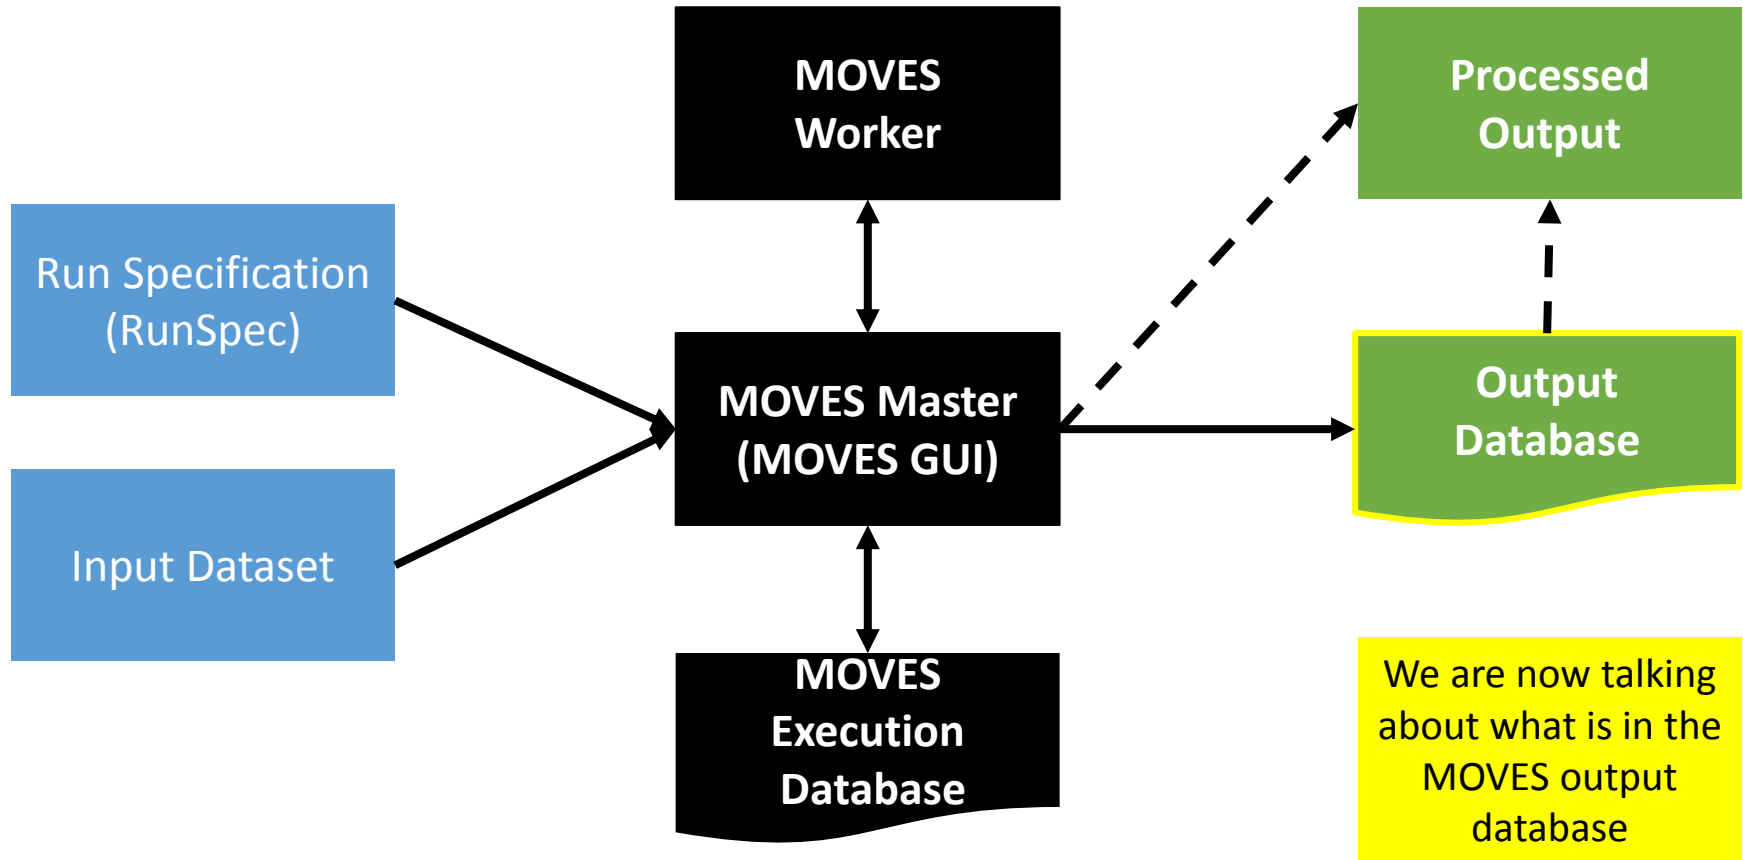 MOVES
Worker
Processed
Output
Run Specification
(RunSpec)
MOVES Master
(MOVES GUI)
Output
Database
Input Dataset
MOVES
Execution
Database
We are now talking
about what is in the
MOVES output
database